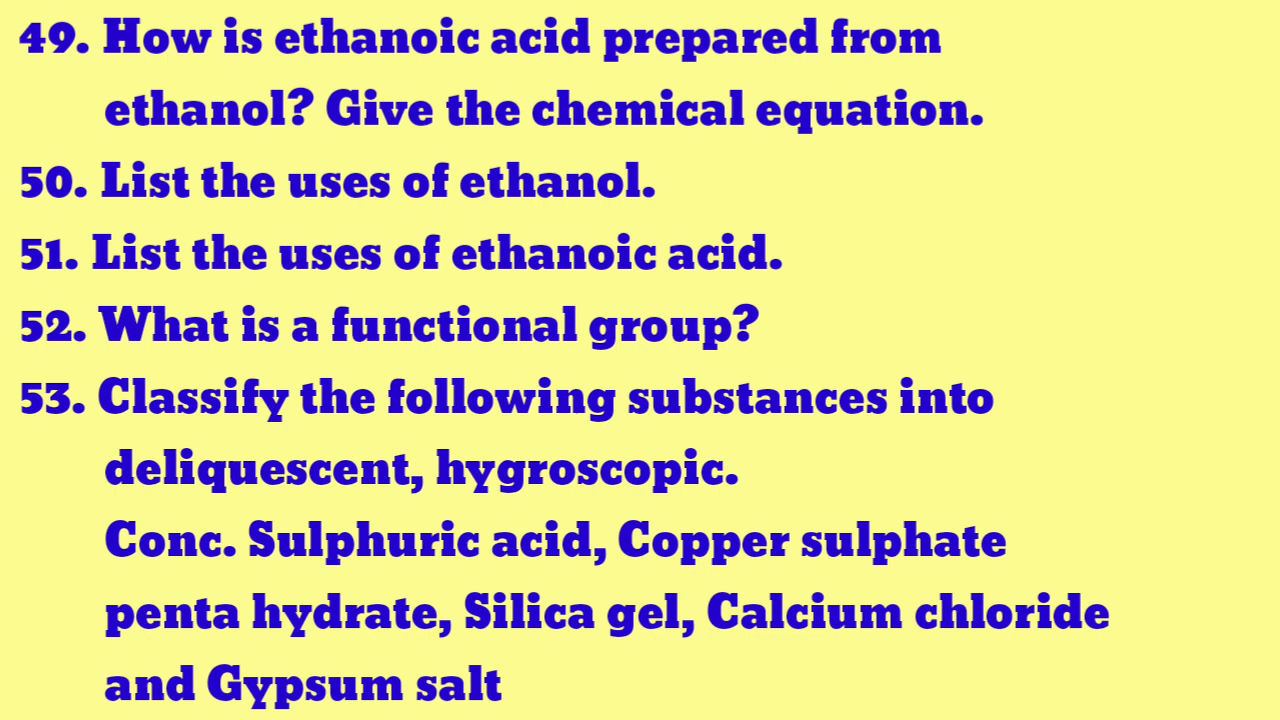 49. How is ethanoic acid prepared from
ethanol? Give the chemical equation.
50. List the uses of ethanol.
51. List the uses of ethanoic acid.
52. What is a functional group?
53. Classify the following substances into
deliquescent, hygroscopic.
Conc. Sulphuric acid, Copper sulphate
penta hydrate, Silica gel, Calcium chloride
and Gypsum salt